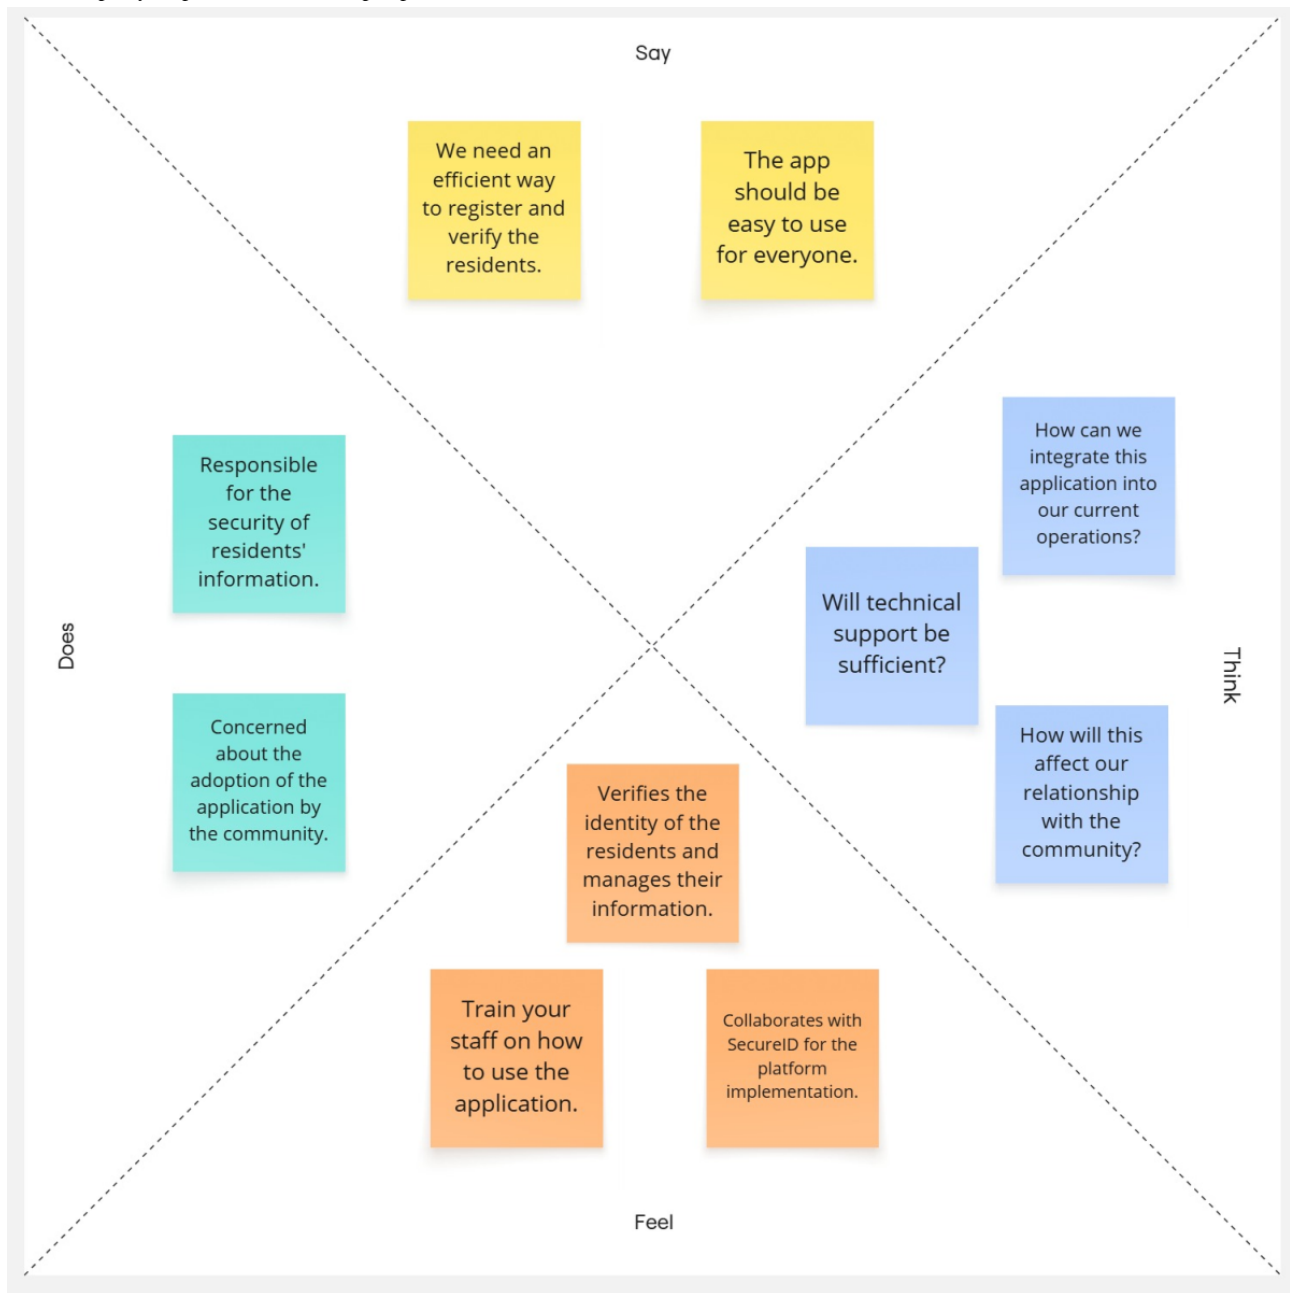 Say
We need an
efficient way
to register and
verify the
residents.
The app
should be
easy to use
for everyone.
Responsible
for the
security of
residents'
information.
How can we
integrate this
application into
our current
operations?
Will technical
support be
sufficient?
Does
Think
Concerned
about the
adoption of the
application by
the community.
How will this
affect our
relationship
with the
community?
Verifies the
identity of the
residents and
manages their
information.
Train your
staff on how
to use the
application.
Collaborates with
SecureID for the
platform
implementation.
Feel